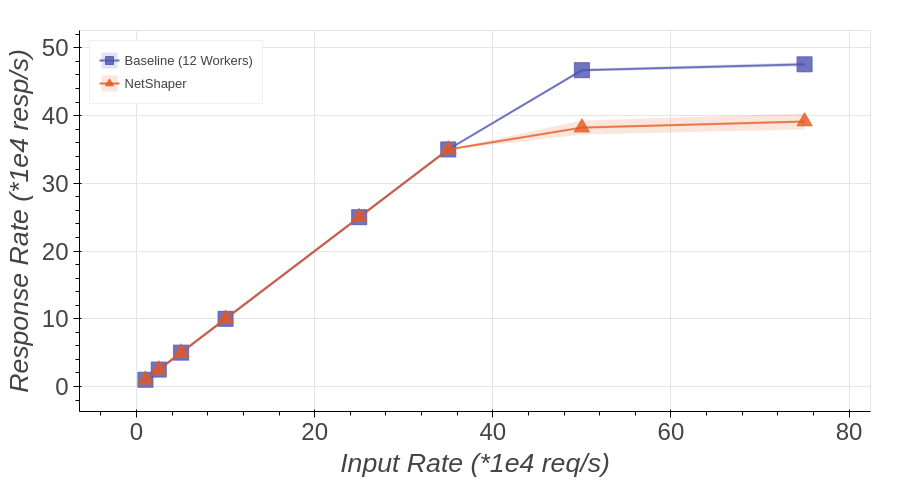 Response Rate (*1e4 resp/s)
50
40
30
20
10
0
Baseline (12 Workers)
NetShaper
0 20 40 60 80
Input Rate (*1e4 req/s)